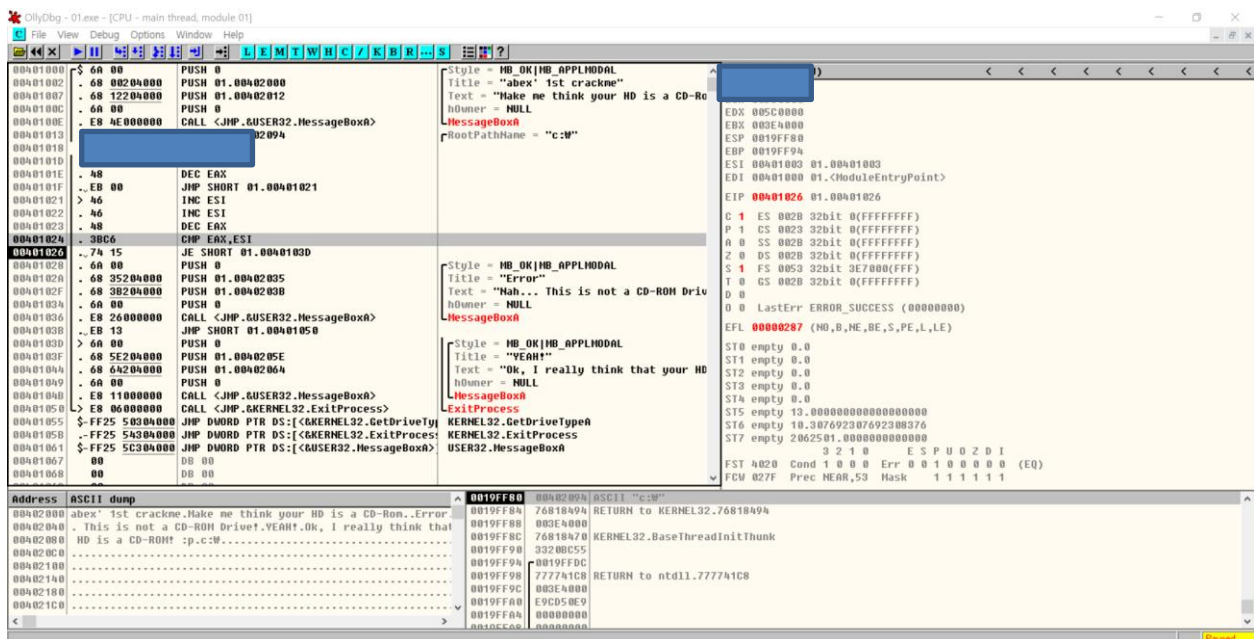 OllyDbg - 01.exe - [CPU - main thread, module 01]
C File View Debug Options Window Help
L E M T W H C / K B R ... S ?
00401000 $ 6A 00 PUSH 0 Style = MB_OK|MB_APPLMODAL
00401002 . 68 00204000 PUSH 01.00402000 Title = "abex' 1st crackme"
00401007 . 68 12204000 PUSH 01.00402012 Text = "Make me think your HD is a CD-Ro
0040100C . 6A 00 PUSH 0 hOwner = NULL
0040100E . E8 4E000000 CALL <JMP.&USER32.MessageBoxA> MessageBoxA
00401013 02094 RootPathName = "c:₩"
00401018
0040101D
0040101E . 48 DEC EAX
0040101F . EB 00 JMP SHORT 01.00401021
00401021 > 46 INC ESI
00401022 . 46 INC ESI
00401023 . 48 DEC EAX
00401024 . 3BC6 CMP EAX,ESI
00401026 . 74 15 JE SHORT 01.0040103D
00401028 . 6A 00 PUSH 0 Style = MB_OK|MB_APPLMODAL
0040102A . 68 35204000 PUSH 01.00402035 Title = "Error"
0040102F . 68 3B204000 PUSH 01.0040203B Text = "Nah... This is not a CD-ROM Driv
00401034 . 6A 00 PUSH 0 hOwner = NULL
00401036 . E8 26000000 CALL <JMP.&USER32.MessageBoxA> MessageBoxA
0040103B . EB 13 JMP SHORT 01.00401050
0040103D > 6A 00 PUSH 0 Style = MB_OK|MB_APPLMODAL
0040103F . 68 5E204000 PUSH 01.0040205E Title = "YEAH!"
00401044 . 68 64204000 PUSH 01.00402064 Text = "Ok, I really think that your HD
00401049 . 6A 00 PUSH 0 hOwner = NULL
0040104B . E8 11000000 CALL <JMP.&USER32.MessageBoxA> MessageBoxA
00401050 > E8 06000000 CALL <JMP.&KERNEL32.ExitProcess> ExitProcess
00401055 $-FF25 50304000 JMP DWORD PTR DS:[<&KERNEL32.GetDriveTyp KERNEL32.GetDriveTypeA
0040105B .-FF25 54304000 JMP DWORD PTR DS:[<&KERNEL32.ExitProces KERNEL32.ExitProcess
00401061 $-FF25 5C304000 JMP DWORD PTR DS:[<&USER32.MessageBoxA>] USER32.MessageBoxA
00401067 00 DB 00
00401068 00 DB 00
< < < < < < < <
EDX 005C0000
EBX 003E4000
ESP 0019FF80
EBP 0019FF94
ESI 00401003 01.00401003
EDI 00401000 01.<ModuleEntryPoint>
EIP 00401026 01.00401026
C 1 ES 002B 32bit 0(FFFFFFFF)
P 1 CS 0023 32bit 0(FFFFFFFF)
A 0 SS 002B 32bit 0(FFFFFFFF)
Z 0 DS 002B 32bit 0(FFFFFFFF)
S 1 FS 0053 32bit 3E7000(FFF)
T 0 GS 002B 32bit 0(FFFFFFFF)
D 0
O 0 LastErr ERROR_SUCCESS (00000000)
EFL 00000287 (NO,B,NE,BE,S,PE,L,LE)
ST0 empty 0.0
ST1 empty 0.0
ST2 empty 0.0
ST3 empty 0.0
ST4 empty 0.0
ST5 empty 13.000000000000000000
ST6 empty 10.307692307692308376
ST7 empty 2062501.0000000000000
3 2 1 0 E S P U O Z D I
FST 4020 Cond 1 0 0 0 Err 0 0 1 0 0 0 0 0 (EQ)
FCW 027F Prec NEAR,53 Mask 1 1 1 1 1 1
Address ASCII dump
00402000 abex' 1st crackme.Make me think your HD is a CD-Rom..Error.
00402040 . This is not a CD-ROM Drive!.YEAH!.Ok, I really think that
00402080 HD is a CD-ROM! :p.c:₩
004020C0
00402100
00402140
00402180
004021C0
0019FF80 00402094 ASCII "c:₩"
0019FF84 76818494 RETURN to KERNEL32.76818494
0019FF88 003E4000
0019FF8C 76818470 KERNEL32.BaseThreadInitThunk
0019FF90 3320BC55
0019FF94 0019FFDC
0019FF98 777741C8 RETURN to ntdll.777741C8
0019FF9C 003E4000
0019FFA0 E9CD50E9
0019FFA4 00000000
0019FFA8 00000000
Paused